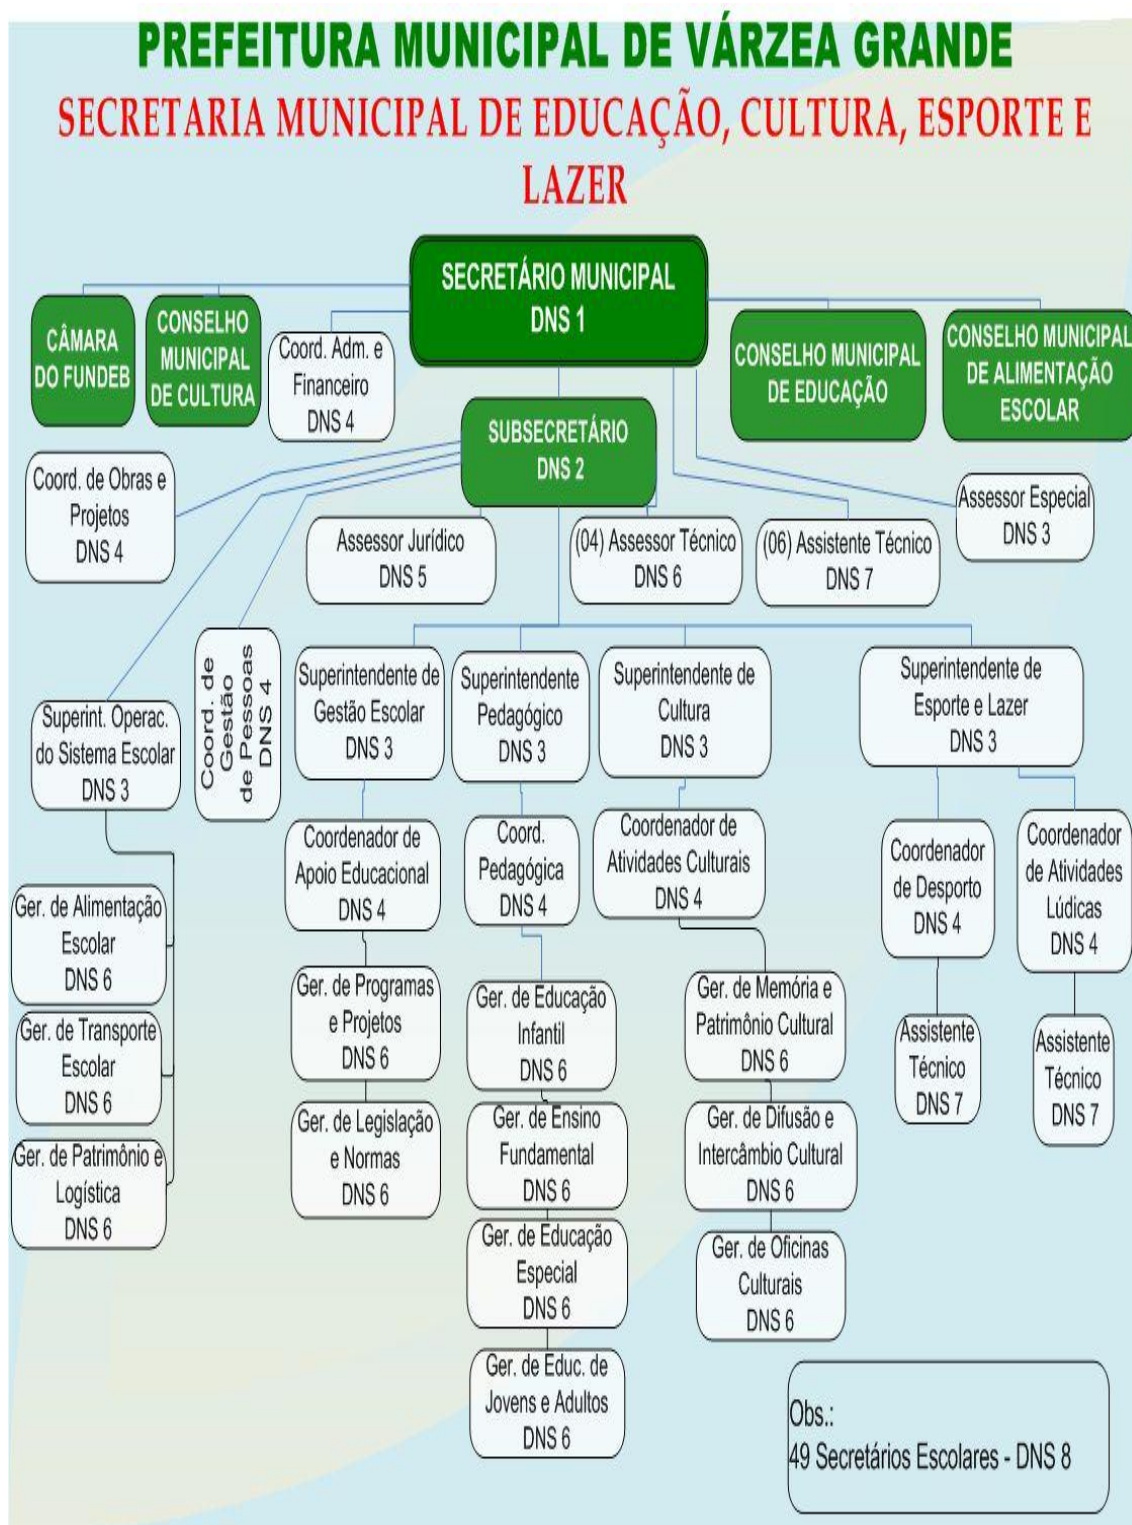 PREFEITURA MUNICIPAL DE VÁRZEA GRANDE
SECRETARIA MUNICIPAL DE EDUCAÇÃO, CULTURA, ESPORTE E
LAZER
SECRETÁRIO MUNICIPAL
DNS 1
CÂMARA
DO FUNDEB
CONSELHO
MUNICIPAL
DE CULTURA
Coord. Adm. e
Financeiro
DNS 4
CONSELHO MUNICIPAL
DE EDUCAÇÃO
CONSELHO MUNICIPAL
DE ALIMENTAÇÃO
ESCOLAR
SUBSECRETÁRIO
DNS 2
Coord. de Obras e
Projetos
DNS 4
Assessor Jurídico
DNS 5
(04) Assessor Técnico
DNS 6
(06) Assistente Técnico
DNS 7
Assessor Especial
DNS 3
Superint. Operac.
do Sistema Escolar
DNS 3
Coord. de
Gestão
de Pessoas
DNS 4
Superintendente de
Gestão Escolar
DNS 3
Superintendente
Pedagógico
DNS 3
Superintendente de
Cultura
DNS 3
Superintendente de
Esporte e Lazer
DNS 3
Coordenador de
Apoio Educacional
DNS 4
Coord.
Pedagógica
DNS 4
Coordenador de
Atividades Culturais
DNS 4
Coordenador
de Desporto
DNS 4
Coordenador
de Atividades
Lúdicas
DNS 4
Ger. de Alimentação
Escolar
DNS 6
Ger. de Transporte
Escolar
DNS 6
Ger. de Patrimônio e
Logística
DNS 6
Ger. de Programas
e Projetos
DNS 6
Ger. de Legislação
e Normas
DNS 6
Ger. de Educação
Infantil
DNS 6
Ger. de Ensino
Fundamental
DNS 6
Ger. de Educação
Especial
DNS 6
Ger. de Educ. de
Jovens e Adultos
DNS 6
Ger. de Memória e
Patrimônio Cultural
DNS 6
Ger. de Difusão e
Intercâmbio Cultural
DNS 6
Ger. de Oficinas
Culturais
DNS 6
Assistente
Técnico
DNS 7
Assistente
Técnico
DNS 7
Obs.:
49 Secretários Escolares - DNS 8